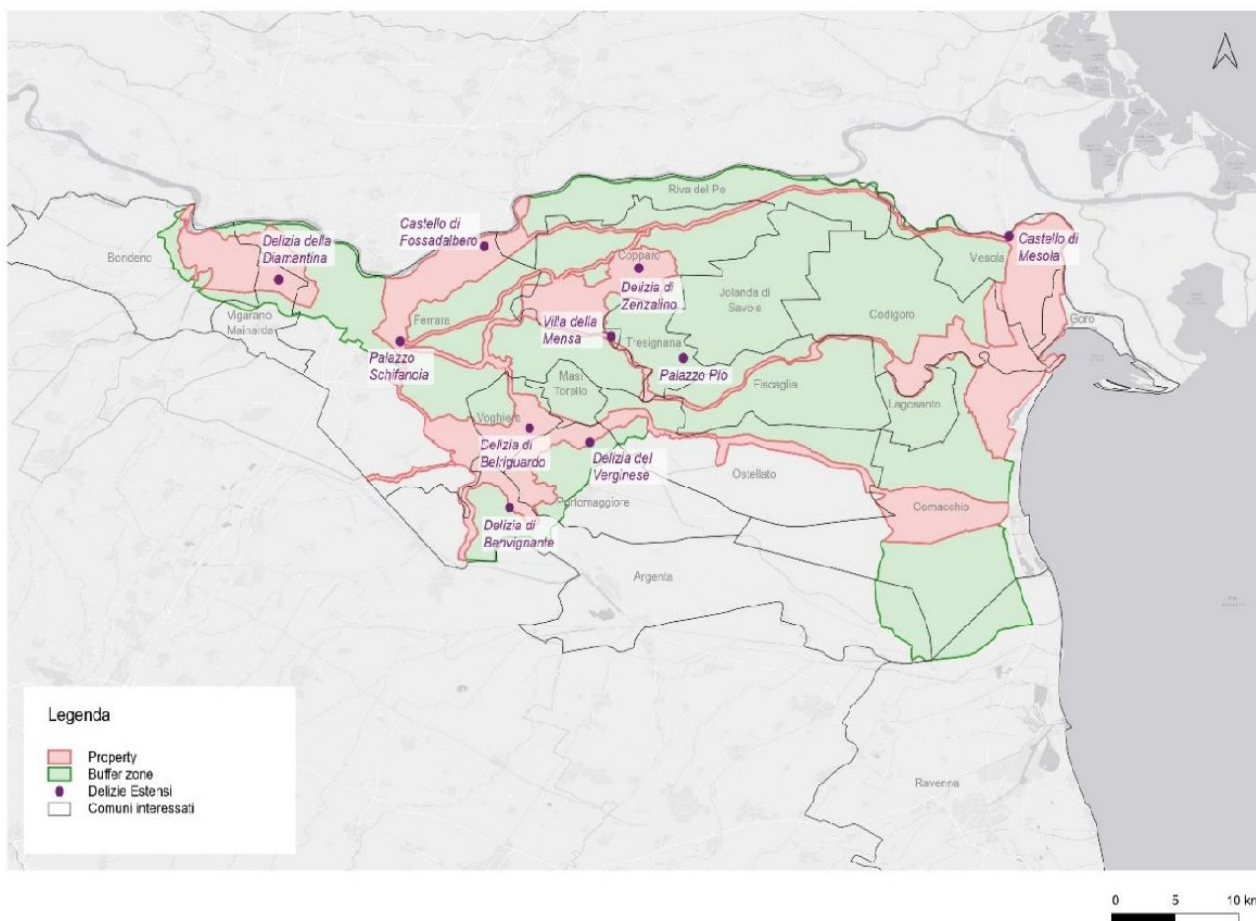 Riva del Po
Castello di
Fossadalbero
Delizia della
Diamantina
Bondeno
Castello di
Mesola
Vesola
Copparo
Delizia di
Zenzalino
Jolanda di
Savoia
Vigarano
Mainarda
Ferrara
Villa della
Mensa
Codigoro
Goro
Tresignana
Palazzo
Schifanoia
Palazzo Pio
Masi
Torello
Fiscaglia
Lagosanto
Voghiera
Delizia di
Belriguardo
Delizia del
Verginese
Ostellato
Portomaggiore
Comacchio
Delizia di
Benvignante
Argenta
Legenda
Property
Buffer zone
Delizie Estensi
Comuni interessati
Ravenna
0 5 10 km